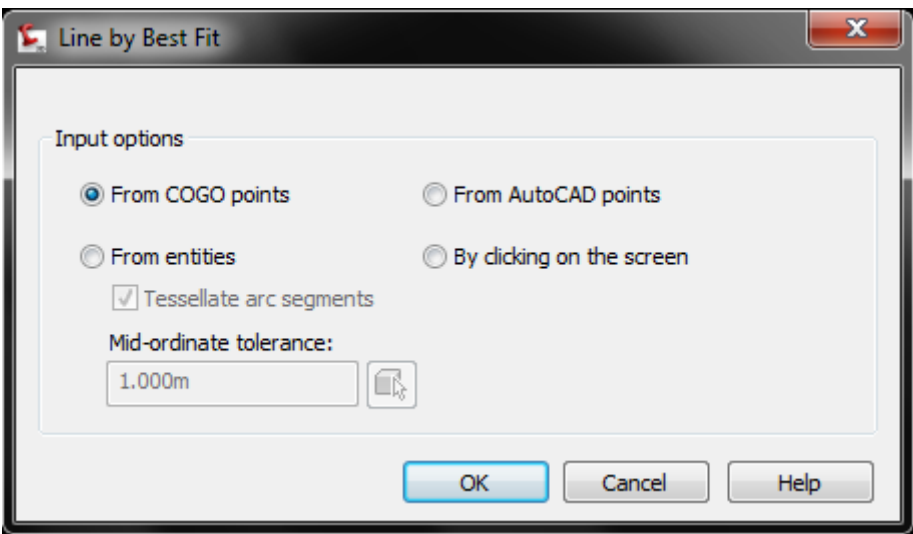 Line by Best Fit
Input options
From COGO points
From AutoCAD points
From entities
By clicking on the screen
Tessellate arc segments
Mid-ordinate tolerance:
1.000m
OK
Cancel
Help